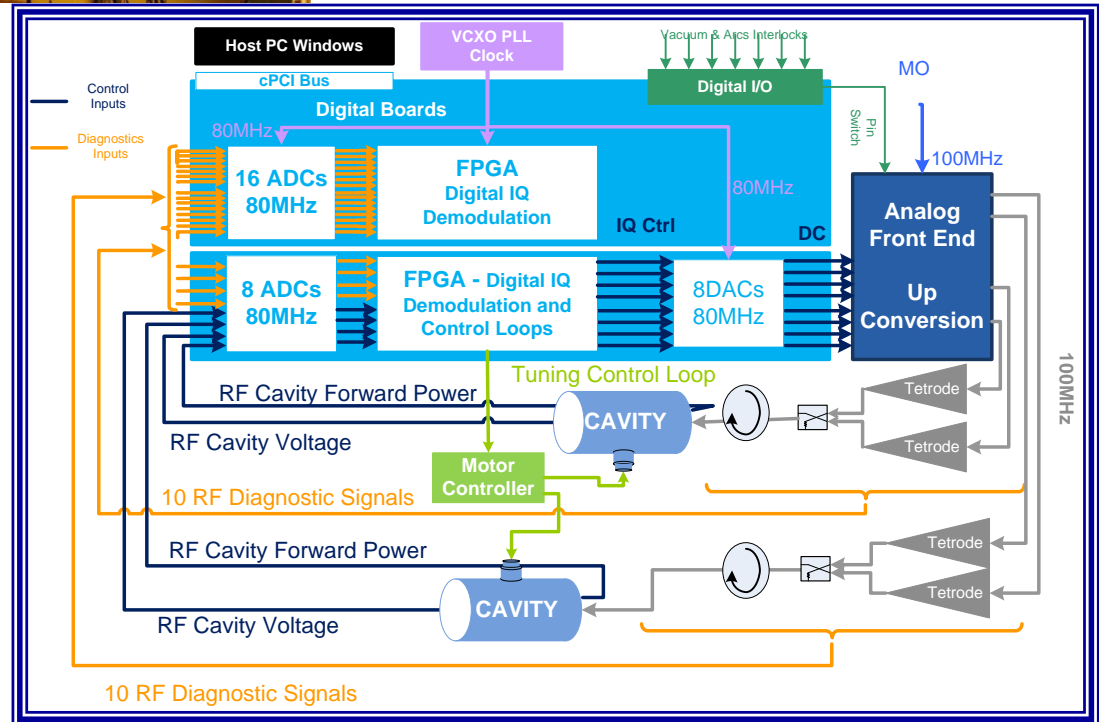 Host PC Windows
VCXO PLL
Clock
Vacuum & Arcs Interlocks
cPCI Bus
Digital I/O
MO
Control
Inputs
Digital Boards
Pin
Switch
Diagnostics
Inputs
80MHz
100MHz
16 ADCs
80MHz
FPGA
Digital IQ
Demodulation
80MHz
IQ Ctrl
DC
Analog
Front End
Up
Conversion
8 ADCs
80MHz
FPGA - Digital IQ
Demodulation and
Control Loops
8DACs
80MHz
Tuning Control Loop
100MHz
RF Cavity Forward Power
Tetrode
CAVITY
RF Cavity Voltage
Tetrode
Motor
Controller
10 RF Diagnostic Signals
RF Cavity Forward Power
Tetrode
CAVITY
Tetrode
RF Cavity Voltage
10 RF Diagnostic Signals